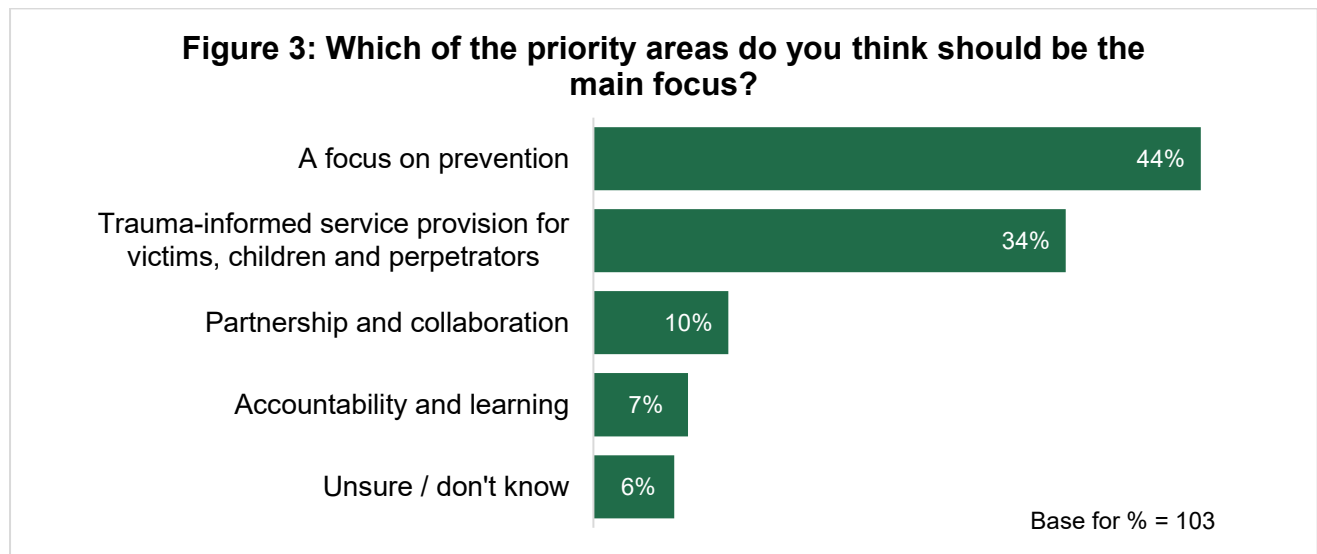 Figure 3: Which of the priority areas do you think should be the
main focus?
A focus on prevention
44%
Trauma-informed service provision for
victims, children and perpetrators
34%
Partnership and collaboration
10%
Accountability and learning
7%
Unsure / don't know
6%
Base for % = 103